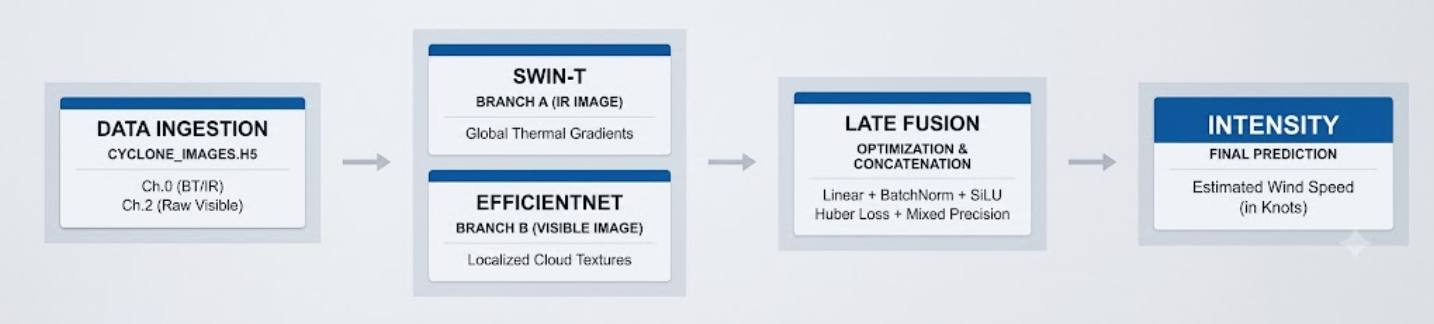 DATA INGESTION
CYCLONE_IMAGES.H5
Ch.0 (BT/IR)
Ch.2 (Raw Visible)
SWIN-T
BRANCH A (IR IMAGE)
Global Thermal Gradients
EFFICIENTNET
BRANCH B (VISIBLE IMAGE)
Localized Cloud Textures
LATE FUSION
OPTIMIZATION &
CONCATENATION
Linear + BatchNorm + SiLU
Huber Loss + Mixed Precision
INTENSITY
FINAL PREDICTION
Estimated Wind Speed
(in Knots)